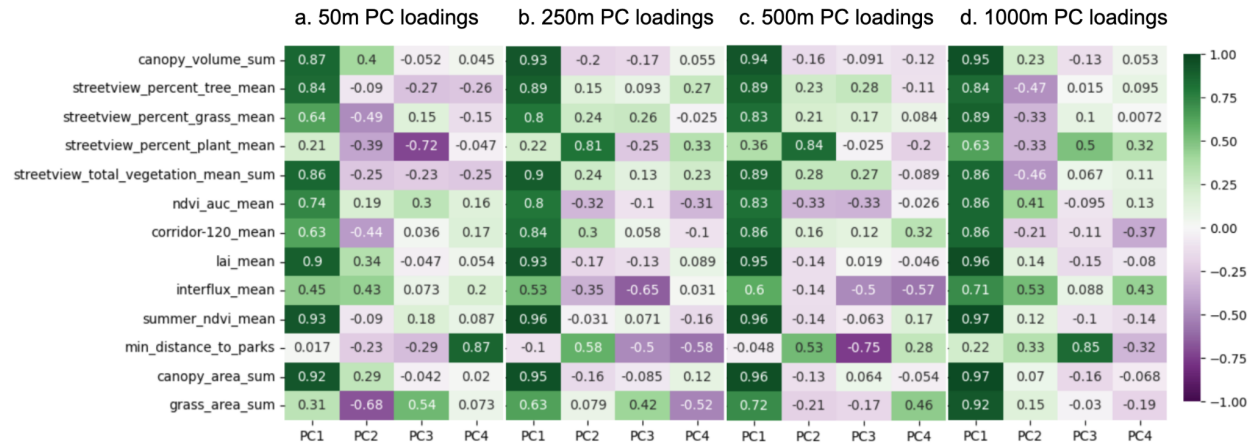 a. 50m PC loadings b. 250m PC loadings c. 500m PC loadings d. 1000m PC loadings
canopy_volume_sum 0.87 0.4 -0.052 0.045 0.93 -0.2 -0.17 0.055 0.94 -0.16 -0.091 -0.12 0.95 0.23 -0.13 0.053 1.00
streetview_percent_tree_mean 0.84 -0.09 -0.27 -0.26 0.89 0.15 0.093 0.27 0.89 0.23 0.28 -0.11 0.84 -0.47 0.015 0.095 0.75
streetview_percent_grass_mean 0.64 -0.49 0.15 -0.15 0.8 0.24 0.26 -0.025 0.83 0.21 0.17 0.084 0.89 -0.33 0.1 0.0072
streetview_percent_plant_mean 0.21 -0.39 -0.72 -0.047 0.22 0.81 -0.25 0.33 0.36 0.84 -0.025 -0.2 0.63 -0.33 0.5 0.32 0.50
streetview_total_vegetation_mean_sum 0.86 -0.25 -0.23 -0.25 0.9 0.24 0.13 0.23 0.89 0.28 0.27 -0.089 0.86 -0.46 0.067 0.11 0.25
ndvi_auc_mean 0.74 0.19 0.3 0.16 0.8 -0.32 -0.1 -0.31 0.83 -0.33 -0.33 -0.026 0.86 0.41 -0.095 0.13
corridor-120_mean 0.63 -0.44 0.036 0.17 0.84 0.3 0.058 -0.1 0.86 0.16 0.12 0.32 0.86 -0.21 -0.11 -0.37 0.00
lai_mean 0.9 0.34 -0.047 0.054 0.93 -0.17 -0.13 0.089 0.95 -0.14 0.019 -0.046 0.96 0.14 -0.15 -0.08 -0.25
interflux_mean 0.45 0.43 0.073 0.2 0.53 -0.35 -0.65 0.031 0.6 -0.14 -0.5 -0.57 0.71 0.53 0.088 0.43
summer_ndvi_mean 0.93 -0.09 0.18 0.087 0.96 -0.031 0.071 -0.16 0.96 -0.14 -0.063 0.17 0.97 0.12 -0.1 -0.14 -0.50
min_distance_to_parks 0.017 -0.23 -0.29 0.87 -0.1 0.58 -0.5 -0.58 -0.048 0.53 -0.75 0.28 0.22 0.33 0.85 -0.32 -0.75
canopy_area_sum 0.92 0.29 -0.042 0.02 0.95 -0.16 -0.085 0.12 0.96 -0.13 0.064 -0.054 0.97 0.07 -0.16 -0.068
grass_area_sum 0.31 -0.68 0.54 0.073 0.63 0.079 0.42 -0.52 0.72 -0.21 -0.17 0.46 0.92 0.15 -0.03 -0.19 -1.00
PC1 PC2 PC3 PC4 PC1 PC2 PC3 PC4 PC1 PC2 PC3 PC4 PC1 PC2 PC3 PC4